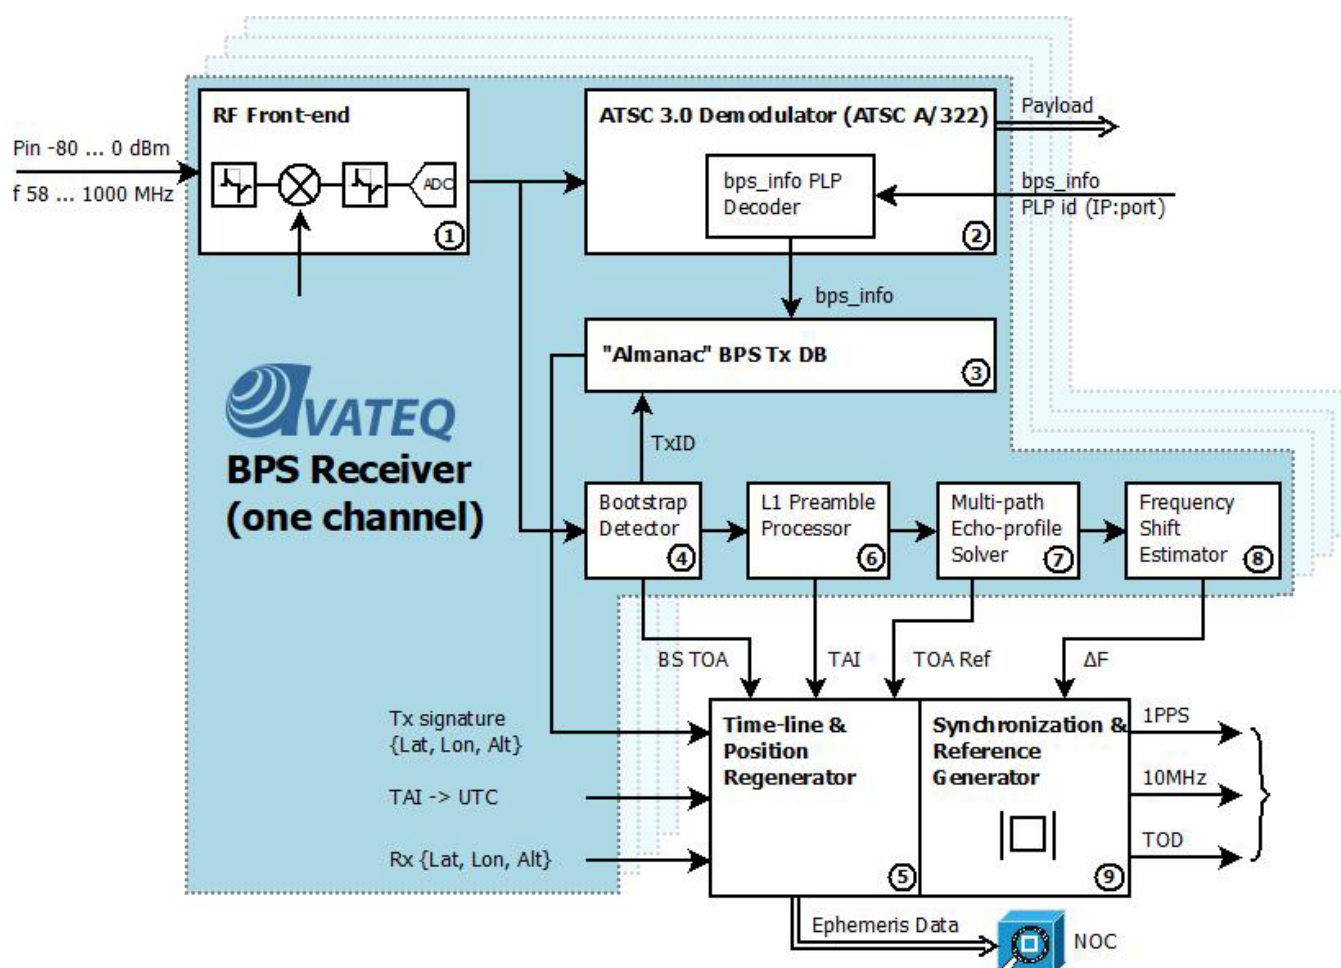 RF Front-end
ADC
1
Pin -80 ... 0 dBm
f 58 ... 1000 MHz
ATSC 3.0 Demodulator (ATSC A/322)
bps_info PLP
Decoder
2
Payload
bps_info
PLP id (IP:port)
bps_info
"Almanac" BPS Tx DB
3
AVATEQ
BPS Receiver
(one channel)
TxID
Bootstrap
Detector
4
L1 Preamble
Processor
6
Multi-path
Echo-profile
Solver
7
Frequency
Shift
Estimator
8
BS TOA
TAI
TOA Ref
ΔF
Tx signature
{Lat, Lon, Alt}
TAI -> UTC
Rx {Lat, Lon, Alt}
Time-line &
Position
Regenerator
5
Synchronization &
Reference
Generator
9
1PPS
10MHz
TOD
Ephemeris Data
NOC